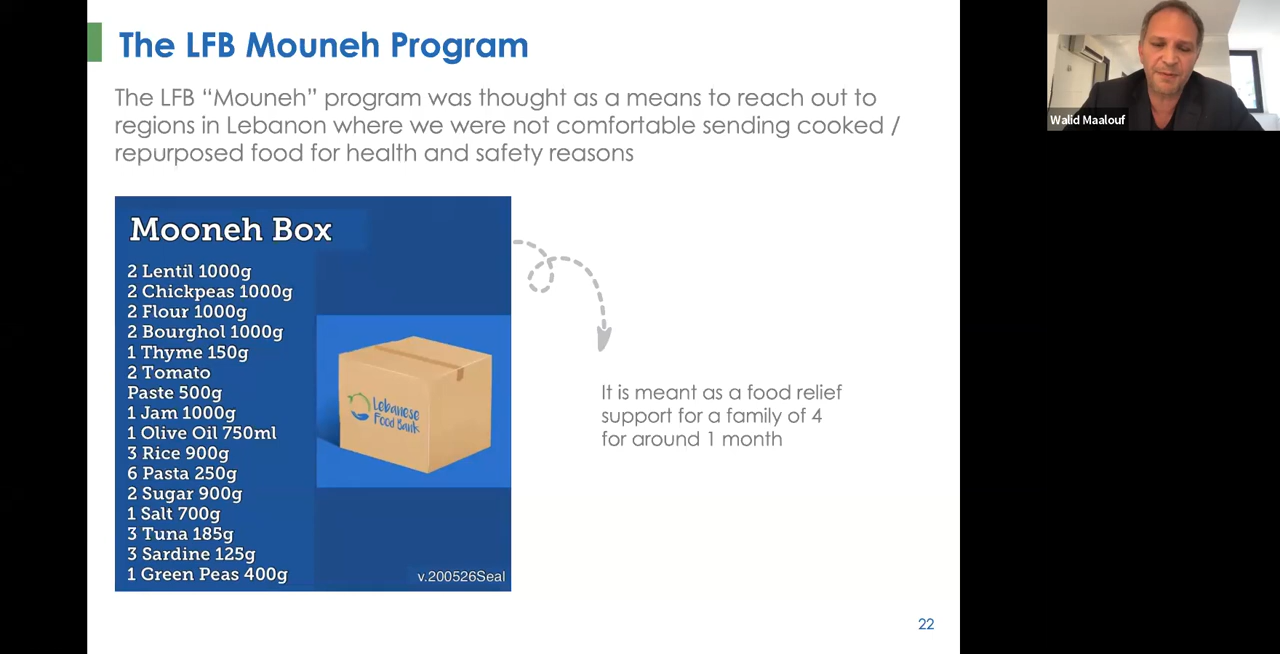 The LFB Mouneh Program
The LFB “Mouneh” program was thought as a means to reach out to
regions in Lebanon where we were not comfortable sending cooked /
repurposed food for health and safety reasons
Mooneh Box
2 Lentil 1000g
2 Chickpeas 1000g
2 Flour 1000g
2 Bourghol 1000g
1 Thyme 150g
2 Tomato
Paste 500g
1 Jam 1000g
1 Olive Oil 750ml
3 Rice 900g
6 Pasta 250g
2 Sugar 900g
1 Salt 700g
3 Tuna 185g
3 Sardine 125g
1 Green Peas 400g
Lebanese
Food Bank
v.200526Seal
It is meant as a food relief
support for a family of 4
for around 1 month
22
Walid Maalouf